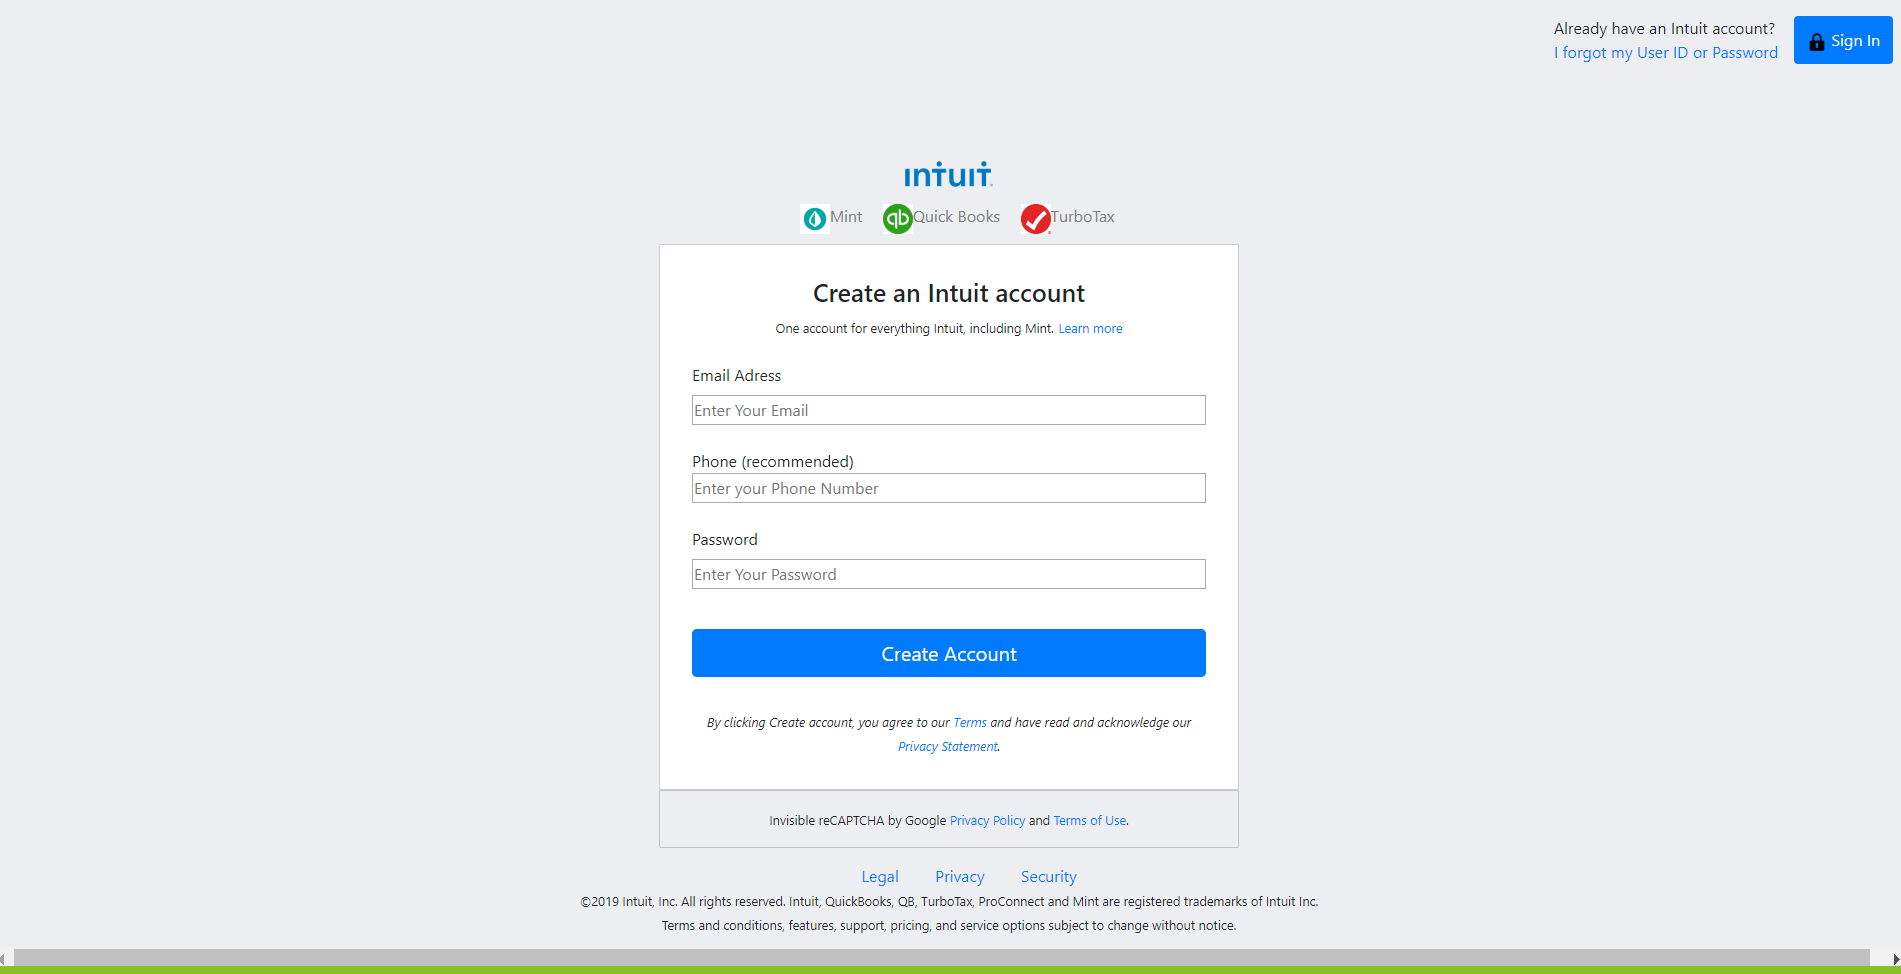 Already have an Intuit account?
I forgot my User ID or Password
Sign In
intuit.
Mint
qb
Quick Books
TurboTax
Create an Intuit account
One account for everything Intuit, including Mint. Learn more
Email Adress
Enter Your Email
Phone (recommended)
Enter your Phone Number
Password
Enter Your Password
Create Account
By clicking Create account, you agree to our Terms and have read and acknowledge our
Privacy Statement.
Invisible reCAPTCHA by Google Privacy Policy and Terms of Use.
Legal Privacy Security
©2019 Intuit, Inc. All rights reserved. Intuit, QuickBooks, QB, TurboTax, ProConnect and Mint are registered trademarks of Intuit Inc.
Terms and conditions, features, support, pricing, and service options subject to change without notice.